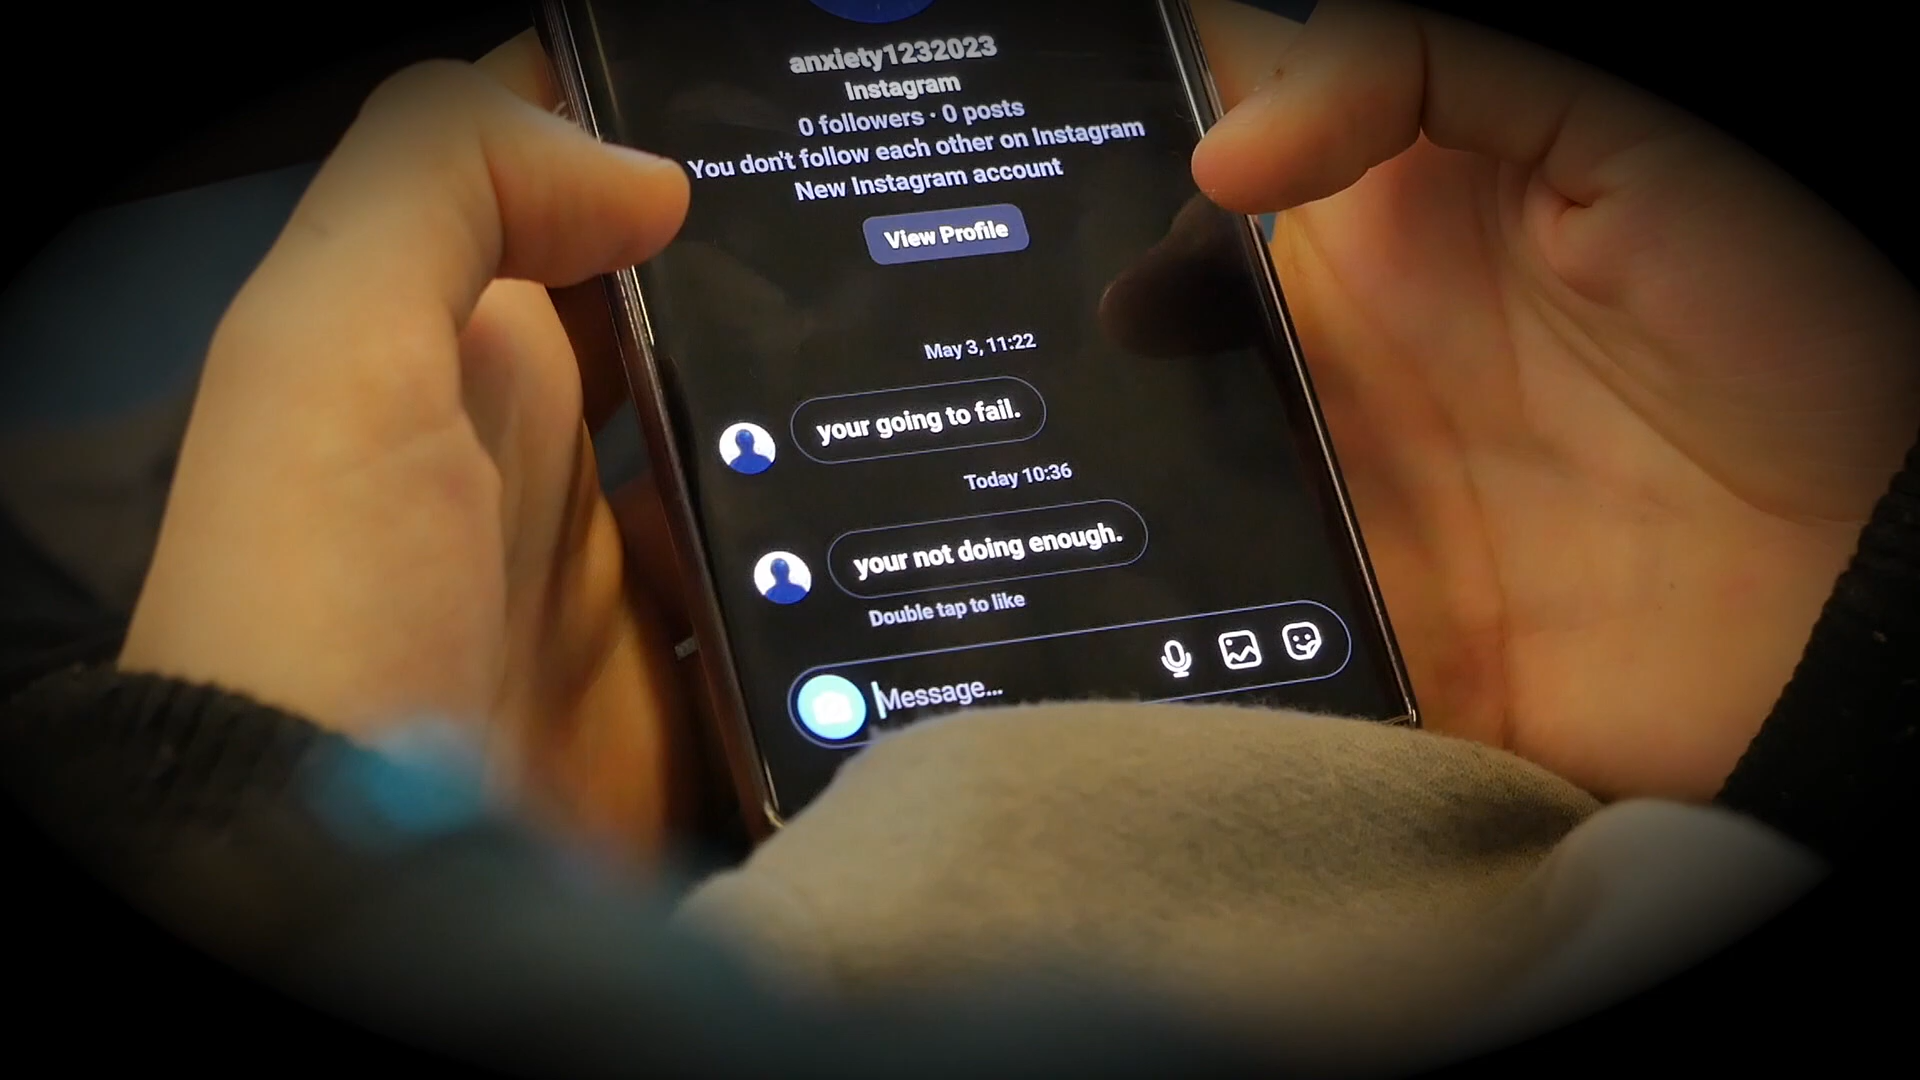 anxiety1232023
Instagram
0 followers · 0 posts
You don't follow each other on Instagram
New Instagram account
View Profile
May 3, 11:22
your going to fail.
Today 10:36
your not doing enough.
Double tap to like
Message...